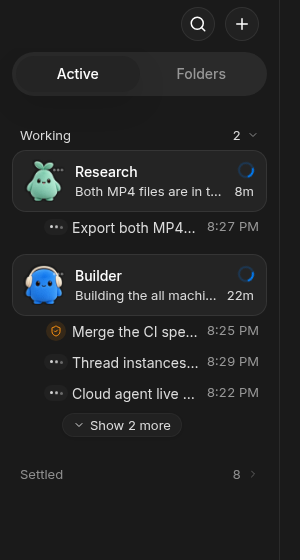 Active Folders
Working 2
Research
Both MP4 files are in t... 8m
Export both MP4... 8:27 PM
Builder
Building the all machi... 22m
Merge the CI spe... 8:25 PM
Thread instances... 8:29 PM
Cloud agent live ... 8:22 PM
Show 2 more
Settled 8